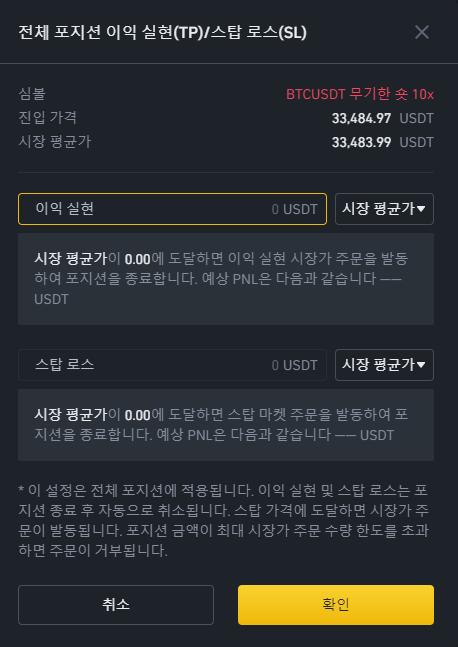 전체 포지션 이익 실현(TP)/스탑 로스(SL)
심볼 BTCUSDT 무기한 숏 10x
진입 가격 33,484.97 USDT
시장 평균가 33,483.99 USDT
이익 실현 0 USDT 시장 평균가
시장 평균가이 0.00에 도달하면 이익 실현 시장가 주문을 발동
하여 포지션을 종료합니다. 예상 PNL은 다음과 같습니다 ——
USDT
스탑 로스 0 USDT 시장 평균가
시장 평균가이 0.00에 도달하면 스탑 마켓 주문을 발동하여 포
지션을 종료합니다. 예상 PNL은 다음과 같습니다 —— USDT
* 이 설정은 전체 포지션에 적용됩니다. 이익 실현 및 스탑 로스는 포
지션 종료 후 자동으로 취소됩니다. 스탑 가격에 도달하면 시장가 주
문이 발동됩니다. 포지션 금액이 최대 시장가 주문 수량 한도를 초과
하면 주문이 거부됩니다.
취소 확인